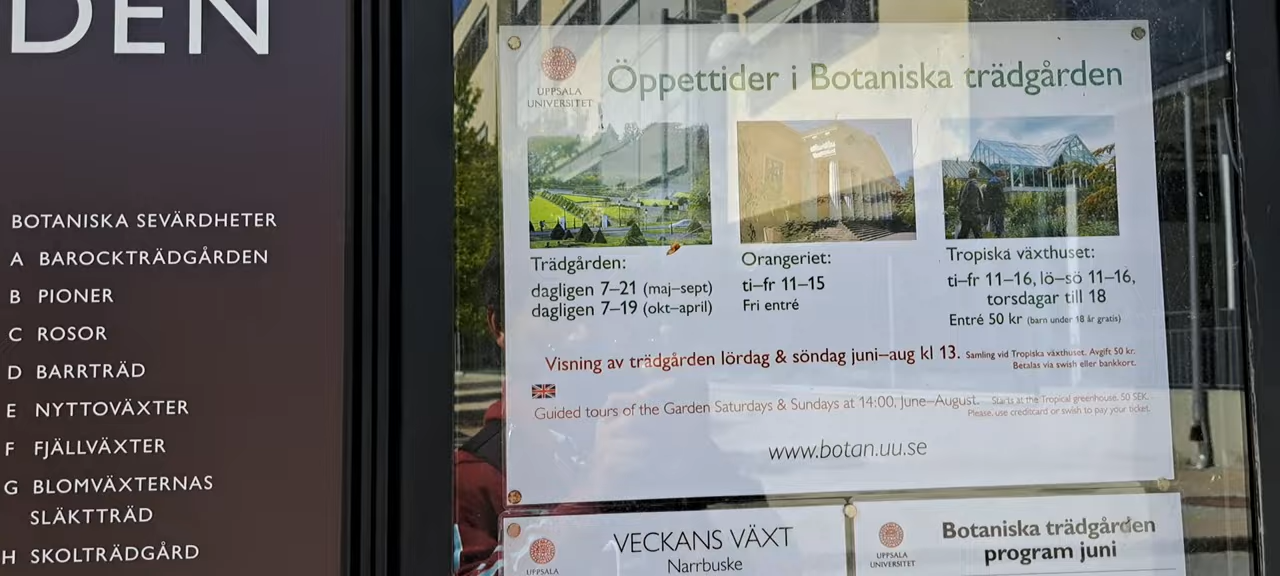 DEN
BOTANISKA SEVÄRDHETER
A BAROCKTRÄDGÅRDEN
B PIONER
C ROSOR
D BARRTRÄD
E NYTTOVÄXTER
F FJÄLLVÄXTER
G BLOMVÄXTERNAS
SLÄKTTRÄD
H SKOLTRÄDGÅRD
UPPSALA
UNIVERSITET
Öppettider i Botaniska trädgården
Trädgården:
dagligen 7–21 (maj–sept)
dagligen 7–19 (okt–april)
Orangeriet:
ti–fr 11–15
Fri entré
Tropiska växthuset:
ti–fr 11–16, lö–sö 11–16,
torsdagar till 18
Entré 50 kr (barn under 18 år gratis)
Visning av trädgården lördag & söndag juni–aug kl 13. Samling vid Tropiska växthuset. Avgift 50 kr.
Betalas via swish eller bankkort.
Guided tours of the Garden Saturdays & Sundays at 14:00, June–August. Starts at the Tropical greenhouse. 50 SEK.
Please, use creditcard or swish to pay your ticket.
www.botan.uu.se
UPPSALA
VECKANS VÄXT
Narrbuske
UPPSALA
UNIVERSITET
Botaniska trädgården
program juni